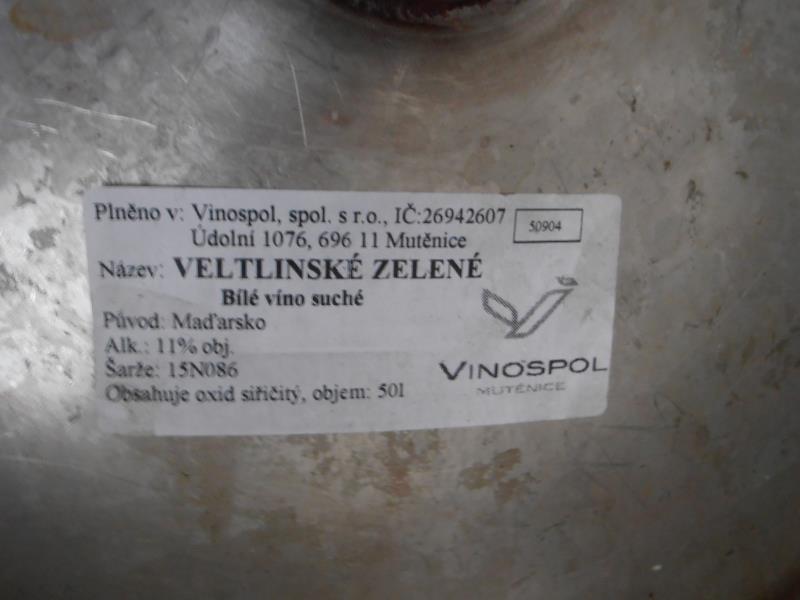 Plněno v: Vinospol, spol. s r.o., IČ:26942607
50904
Údolní 1076, 696 11 Mutěnice
Název: VELTLINSKÉ ZELENÉ
Bílé víno suché
Původ: Maďarsko
Alk.: 11% obj.
Šarže: 15N086
Obsahuje oxid siřičitý, objem: 50l
VINOSPOL
MUTĚNICE